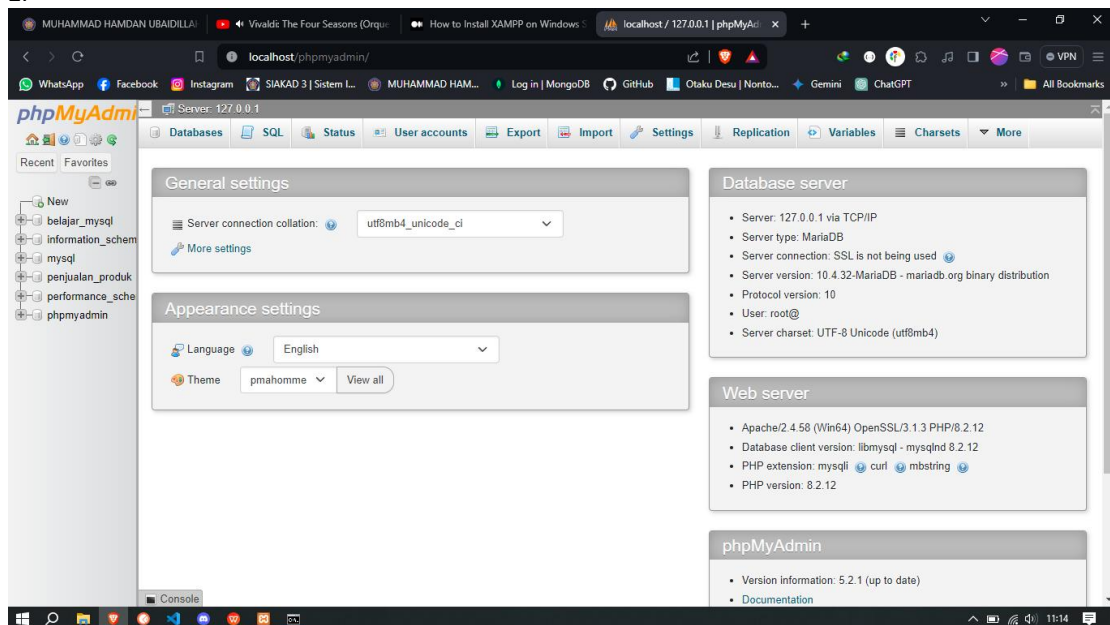 MUHAMMAD HAMDAN UBAIDILLA
Vivaldi: The Four Seasons (Orque
How to Install XAMPP on Windows S
localhost / 127.0.0.1 | phpMyAd
localhost/phpmyadmin/
VPN
WhatsApp
Facebook
Instagram
SIAKAD 3 | Sistem I...
MUHAMMAD HAM...
Log in | MongoDB
GitHub
Otaku Desu | Nonto...
Gemini
ChatGPT
»
All Bookmarks
phpMyAdmi
Server: 127.0.0.1
Databases
SQL
Status
User accounts
Export
Import
Settings
Replication
Variables
Charsets
More
Recent Favorites
New
belajar_mysql
information_schem
mysql
penjualan_produk
performance_sche
phpmyadmin
General settings
Server connection collation:
utf8mb4_unicode_ci
More settings
Appearance settings
Language
English
Theme
pmahomme
View all
Database server
• Server: 127.0.0.1 via TCP/IP
• Server type: MariaDB
• Server connection: SSL is not being used
• Server version: 10.4.32-MariaDB - mariadb.org binary distribution
• Protocol version: 10
• User: root@
• Server charset: UTF-8 Unicode (utf8mb4)
Web server
• Apache/2.4.58 (Win64) OpenSSL/3.1.3 PHP/8.2.12
• Database client version: libmysql - mysqlnd 8.2.12
• PHP extension: mysqli curl mbstring
• PHP version: 8.2.12
phpMyAdmin
• Version information: 5.2.1 (up to date)
• Documentation
Console
11:14